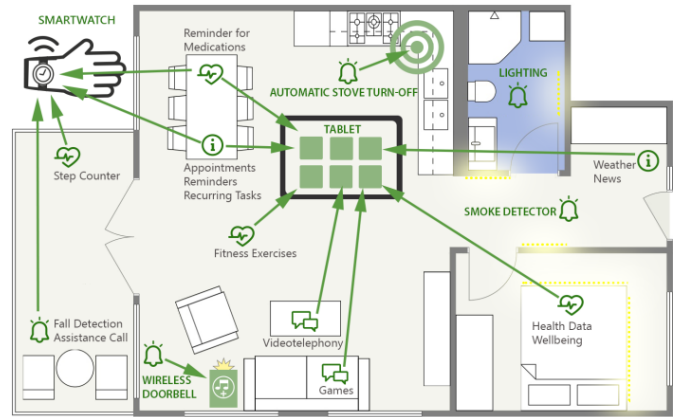 SMARTWATCH
Reminder for
Medications
AUTOMATIC STOVE TURN-OFF
LIGHTING
TABLET
Step Counter
Appointments
Reminders
Recurring Tasks
Weather
News
SMOKE DETECTOR
Fitness Exercises
Fall Detection
Assistance Call
Videotelephony
Health Data
Wellbeing
WIRELESS
DOORBELL
Games